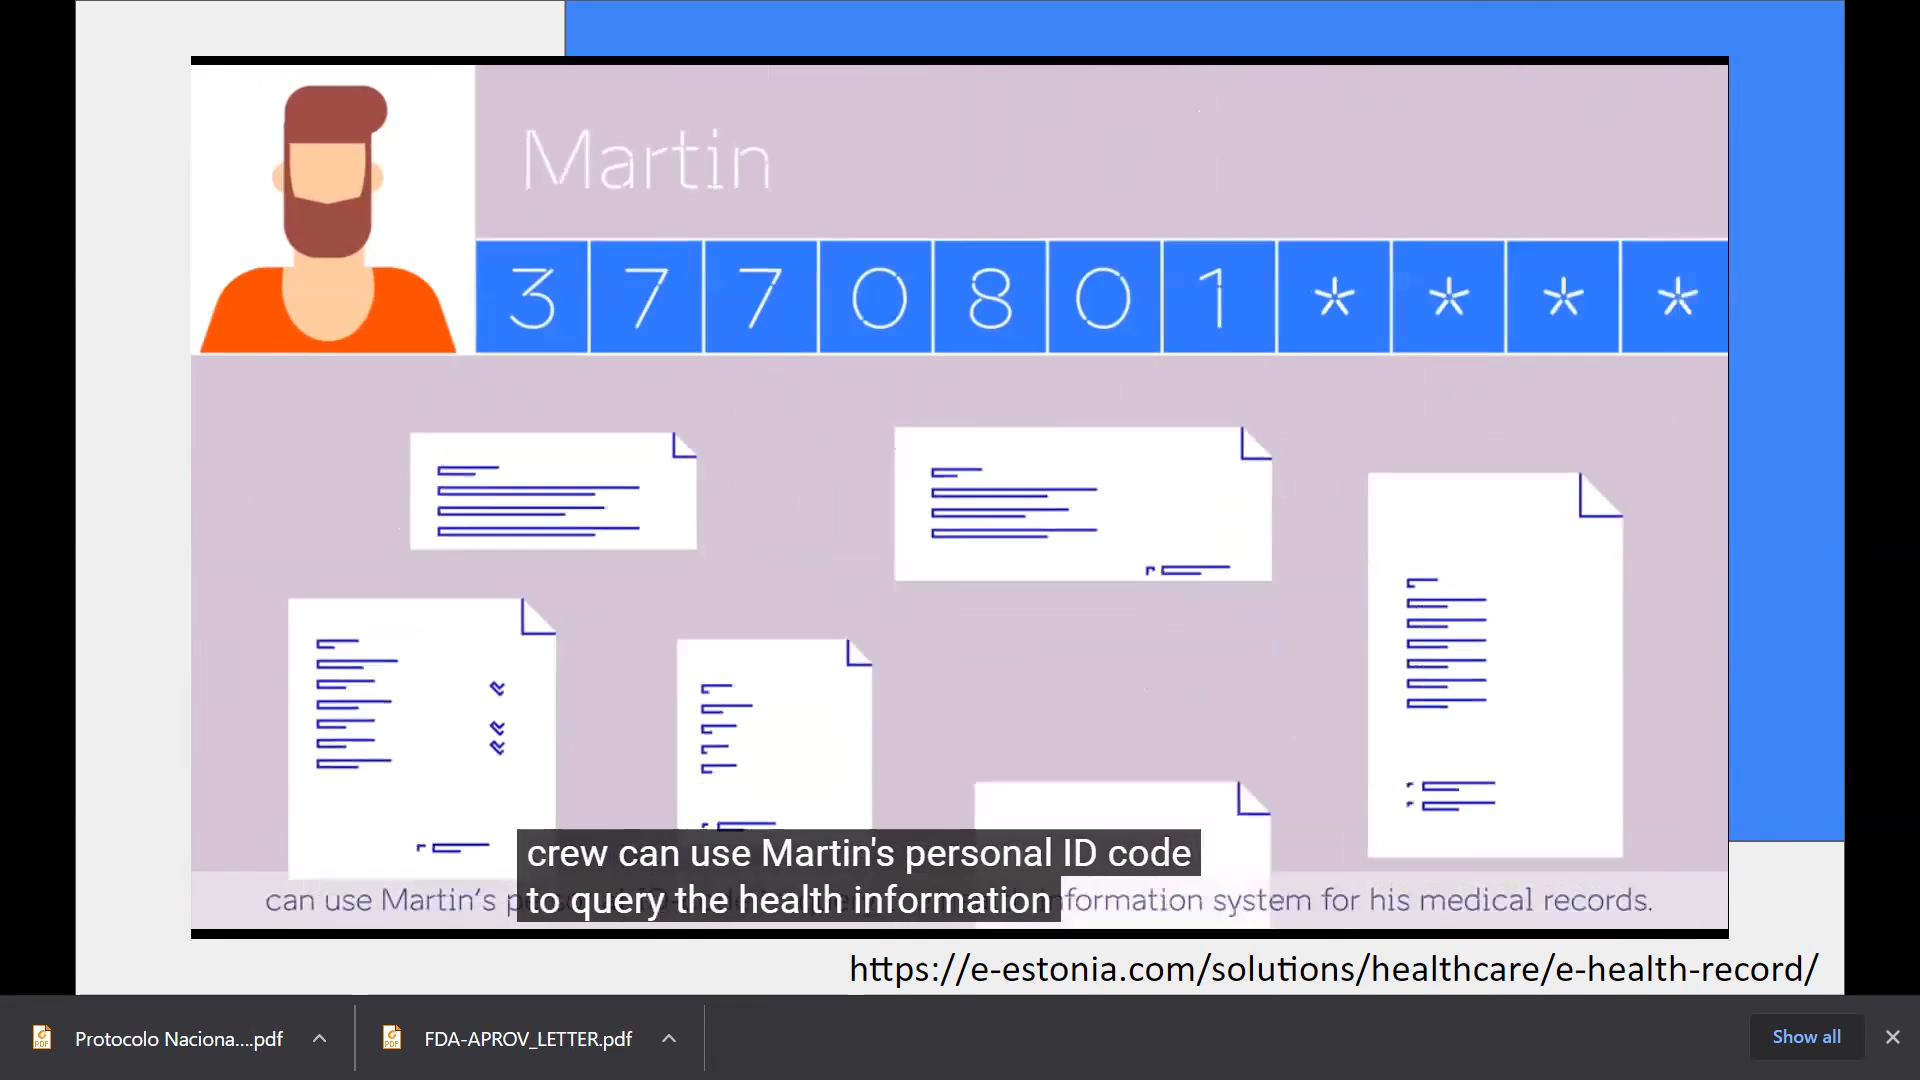 Martin
3 7 7 0 8 0 1 * * * *
crew can use Martin's personal ID code
to query the health information
can use Martin's p information system for his medical records.
https://e-estonia.com/solutions/healthcare/e-health-record/
Protocolo Naciona....pdf
FDA-APROV_LETTER.pdf
Show all